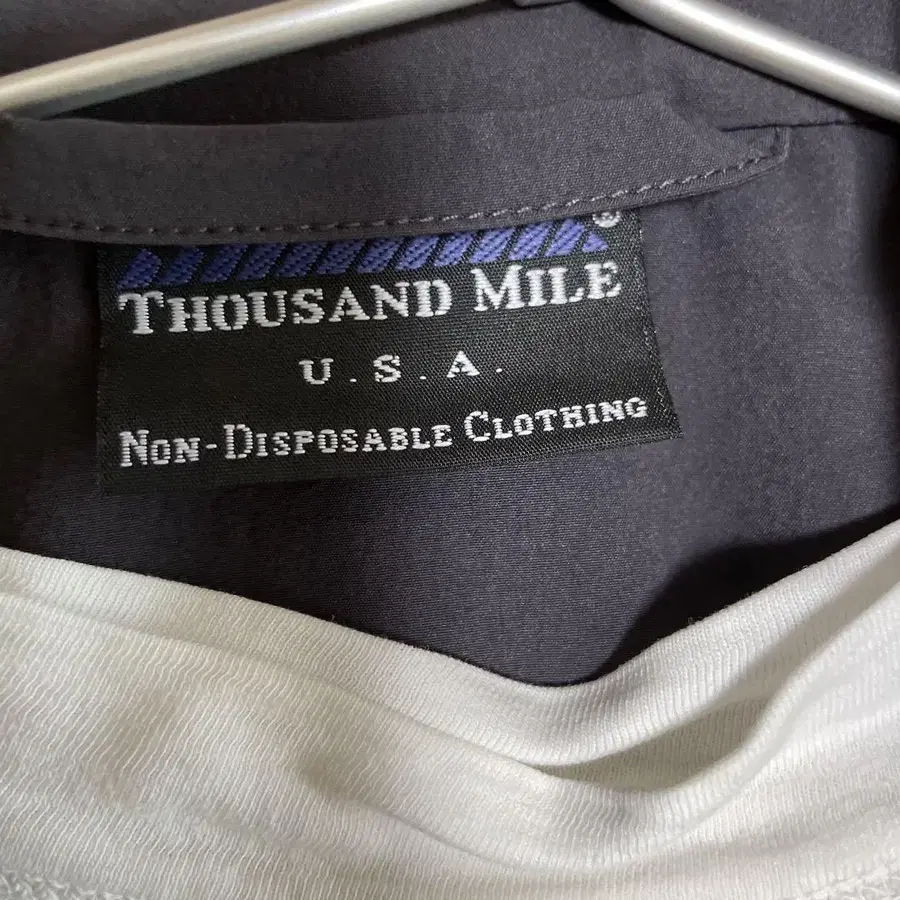 ®
THOUSAND MILE
U.S.A.
NON-DISPOSABLE CLOTHING